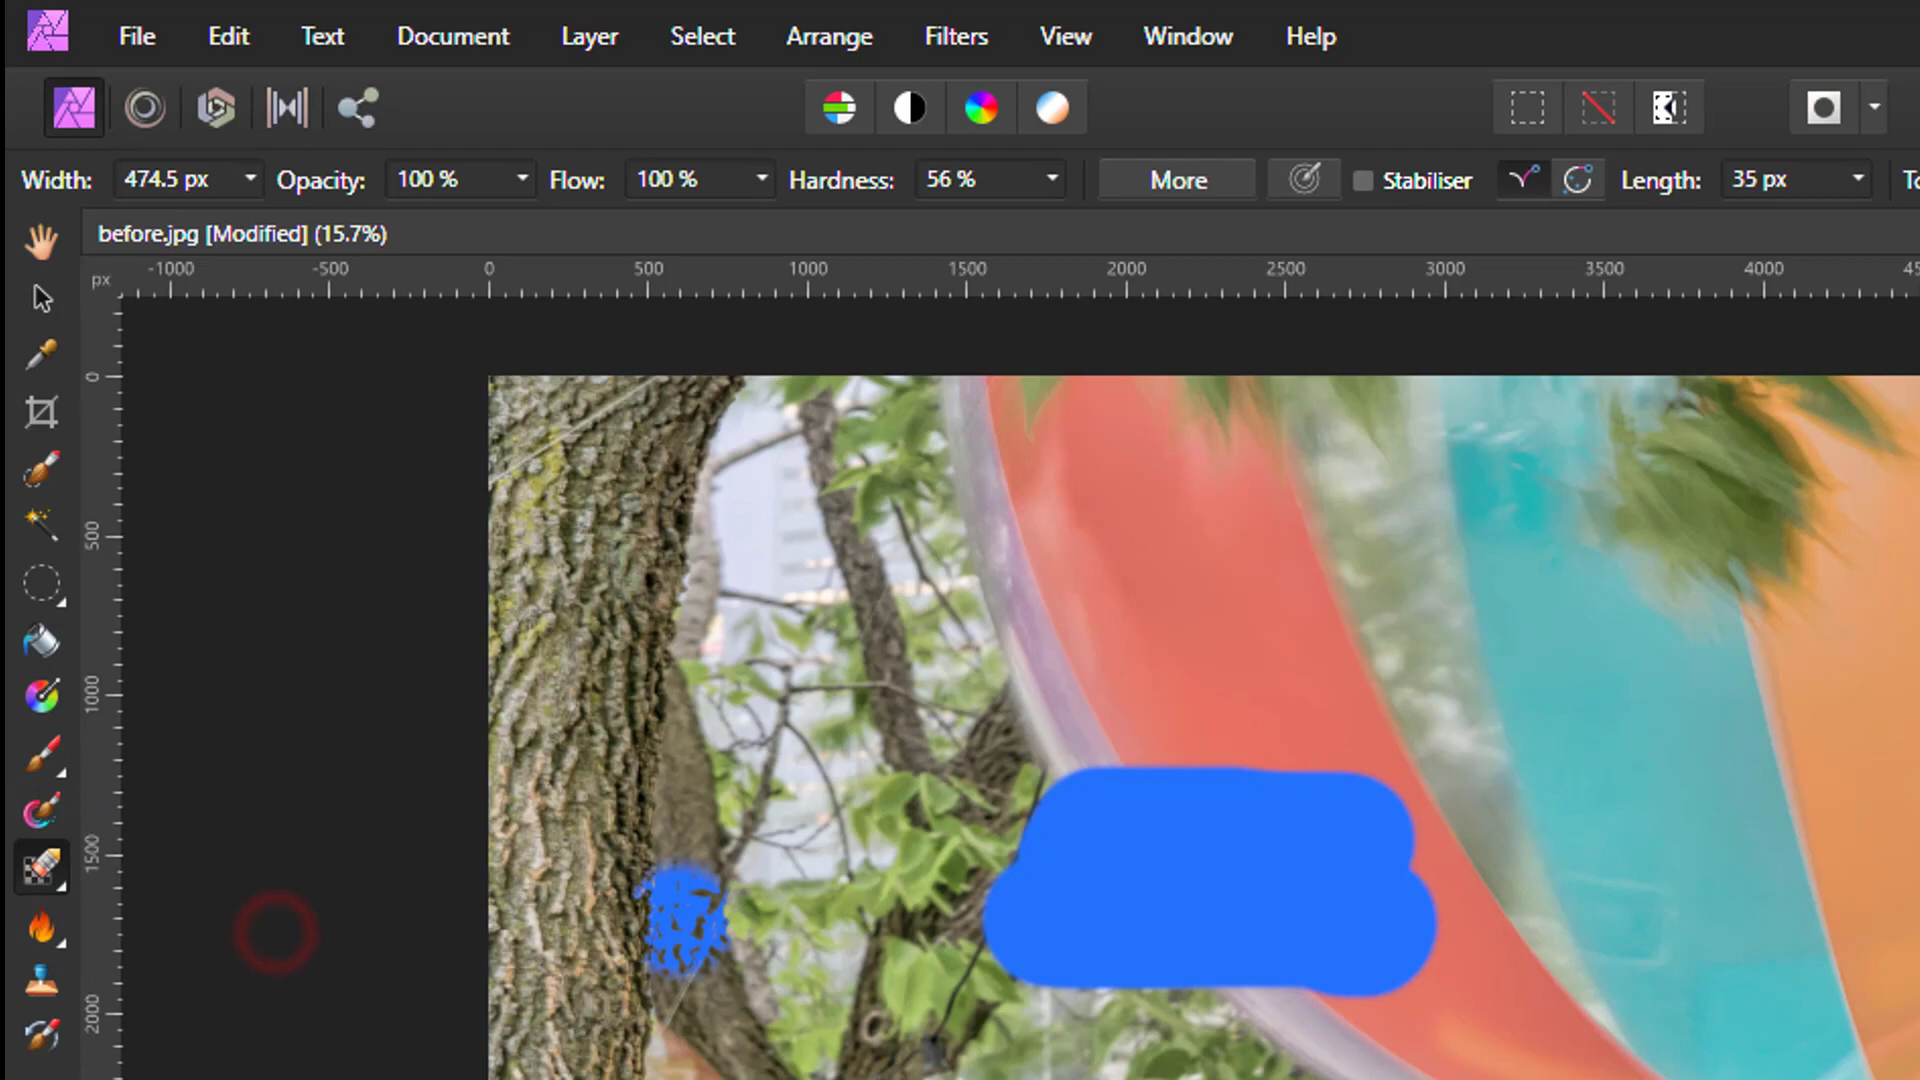 File Edit Text Document Layer Select Arrange Filters View Window Help
Width: 474.5 px Opacity: 100 % Flow: 100 % Hardness: 56 % More Stabiliser Length: 35 px
before.jpg [Modified] (15.7%)
px -1000 -500 0 500 1000 1500 2000 2500 3000 3500 4000
0
500
1000
1500
2000